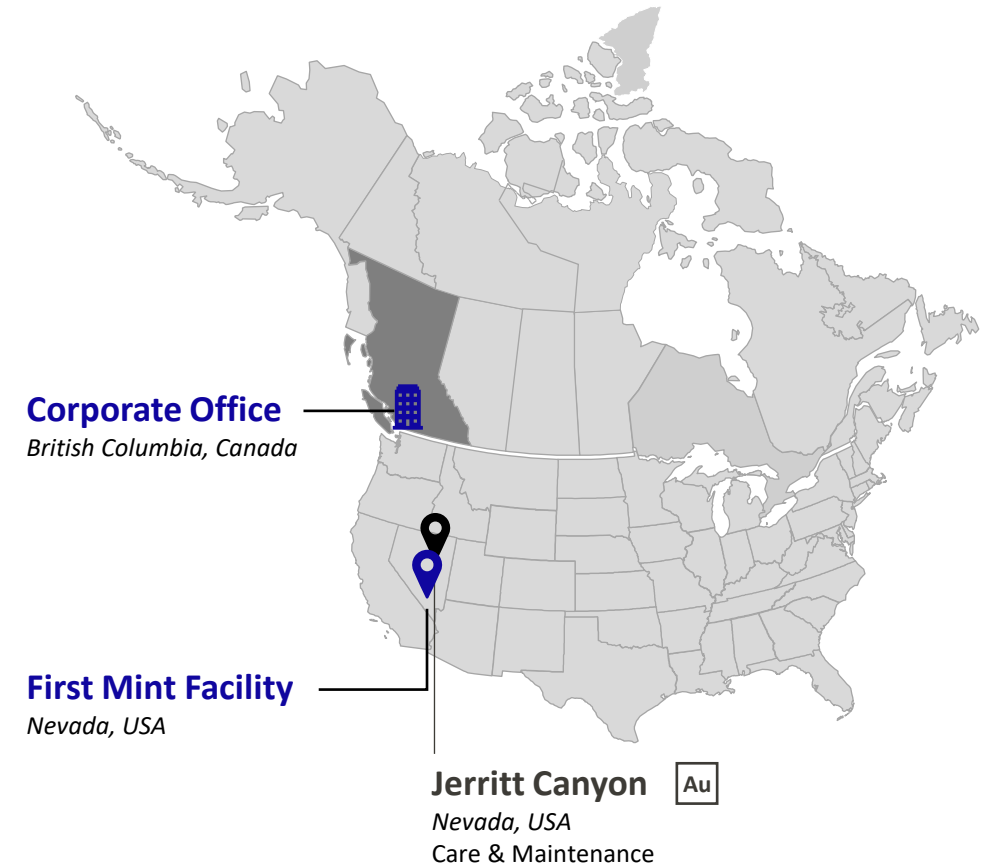 Corporate Office
British Columbia, Canada
First Mint Facility
Nevada, USA
Jerritt Canyon Au
Nevada, USA
Care & Maintenance